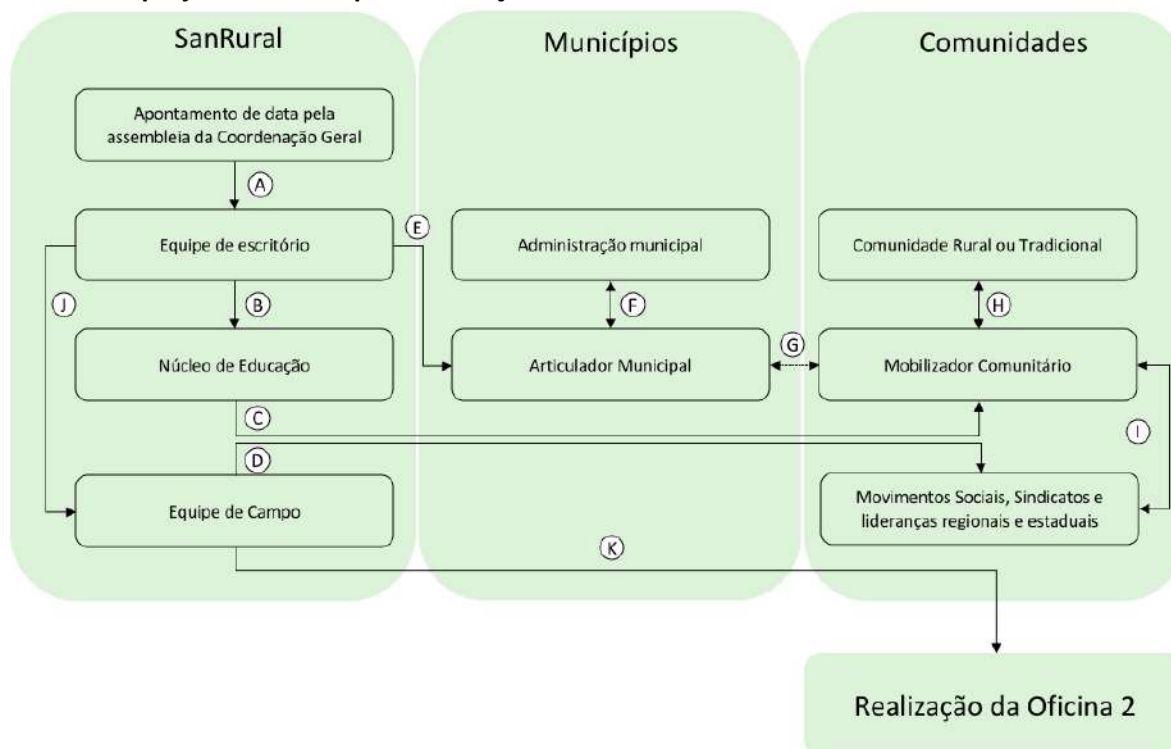 SanRural
Municípios
Comunidades
Apontamento de data pela
assembleia da Coordenação Geral
A
Equipe de escritório
E
Administração municipal
Comunidade Rural ou Tradicional
J
B
F
H
Núcleo de Educação
Articulador Municipal
G
Mobilizador Comunitário
C
I
D
Equipe de Campo
Movimentos Sociais, Sindicatos e
lideranças regionais e estaduais
K
Realização da Oficina 2